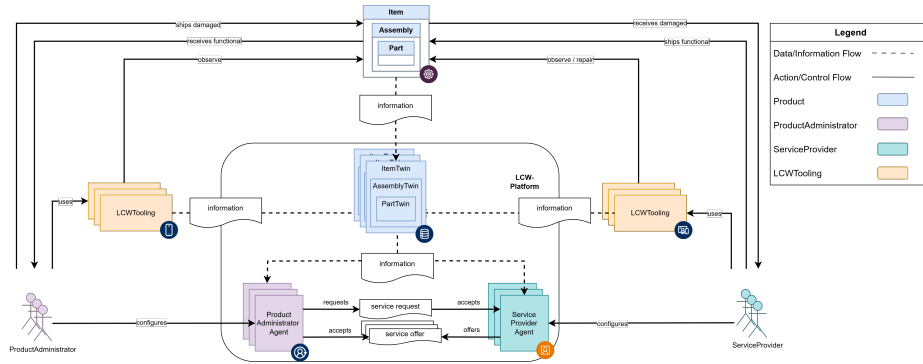 Item
Assembly
Part
ships damaged
receives damaged
receives functional
ships functional
observe
observe / repair
information
Legend
Data/Information Flow
Action/Control Flow
Product
ProductAdministrator
ServiceProvider
LCWTooling
ItemTwin
AssemblyTwin
PartTwin
LCW-
Platform
LCWTooling
information
information
LCWTooling
uses
uses
information
Product
Administrator
Agent
requests
service request
accepts
accepts
service offer
offers
Service
Provider
Agent
configures
configures
ProductAdministrator
ServiceProvider